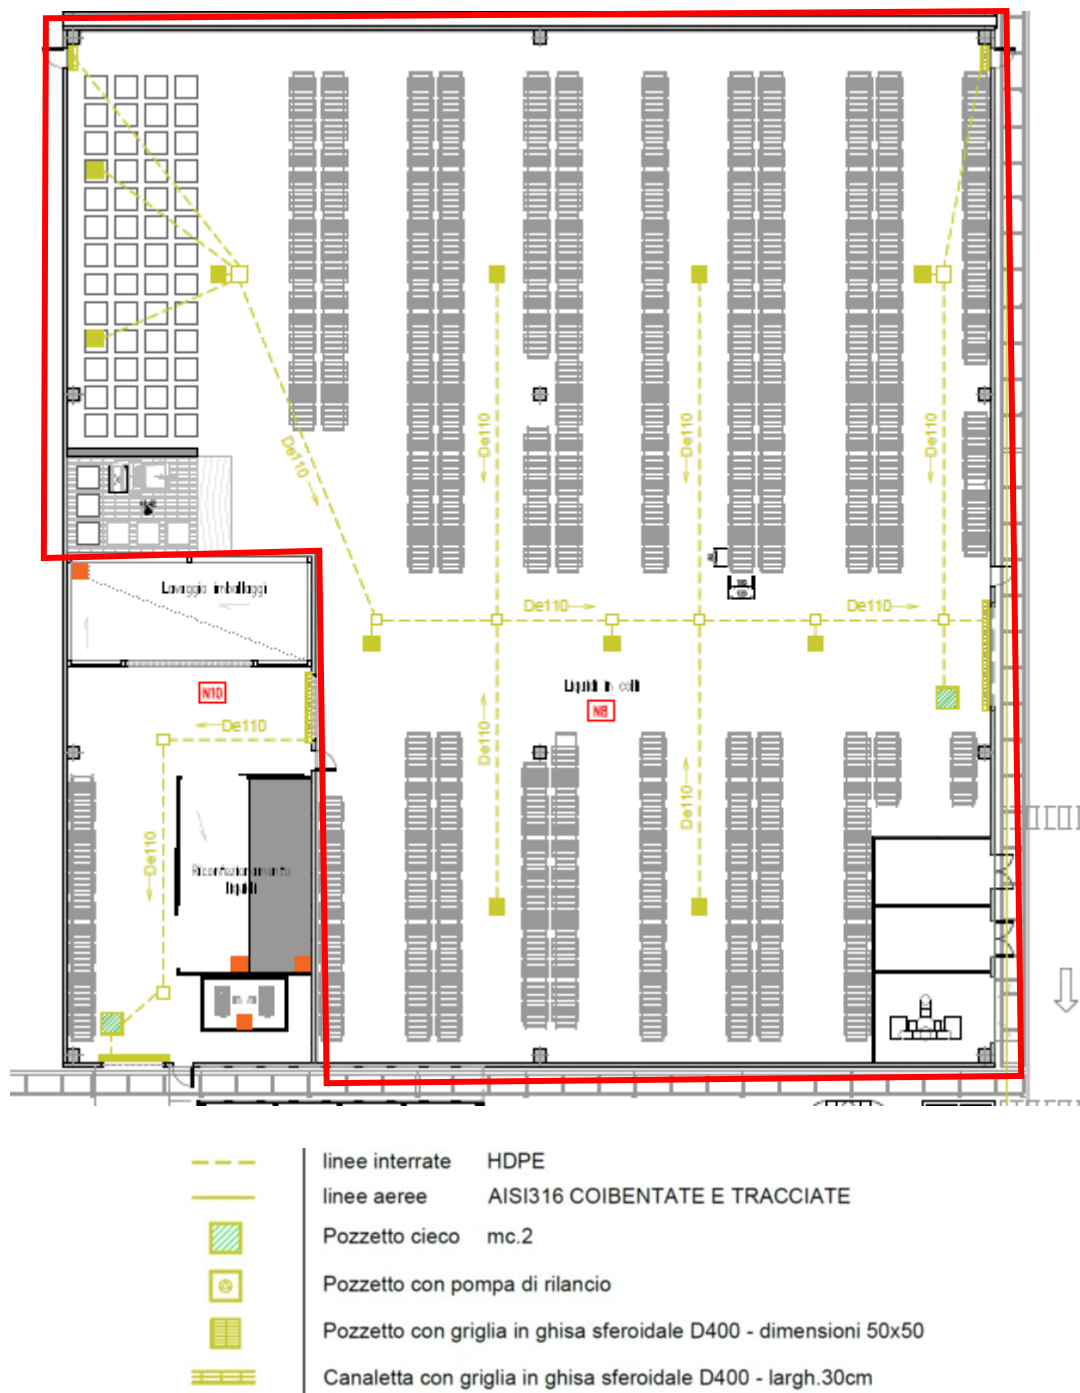 De110
De110
De110
De110
De110
De110
Lavaggio imballaggi
N10
De110
Liquidi in colli
N8
De110
De110
De110
Riconfezionamento
liquidi
linee interrate HDPE
linee aeree AISI316 COIBENTATE E TRACCIATE
Pozzetto cieco mc.2
Pozzetto con pompa di rilancio
Pozzetto con griglia in ghisa sferoidale D400 - dimensioni 50x50
Canaletta con griglia in ghisa sferoidale D400 - largh.30cm